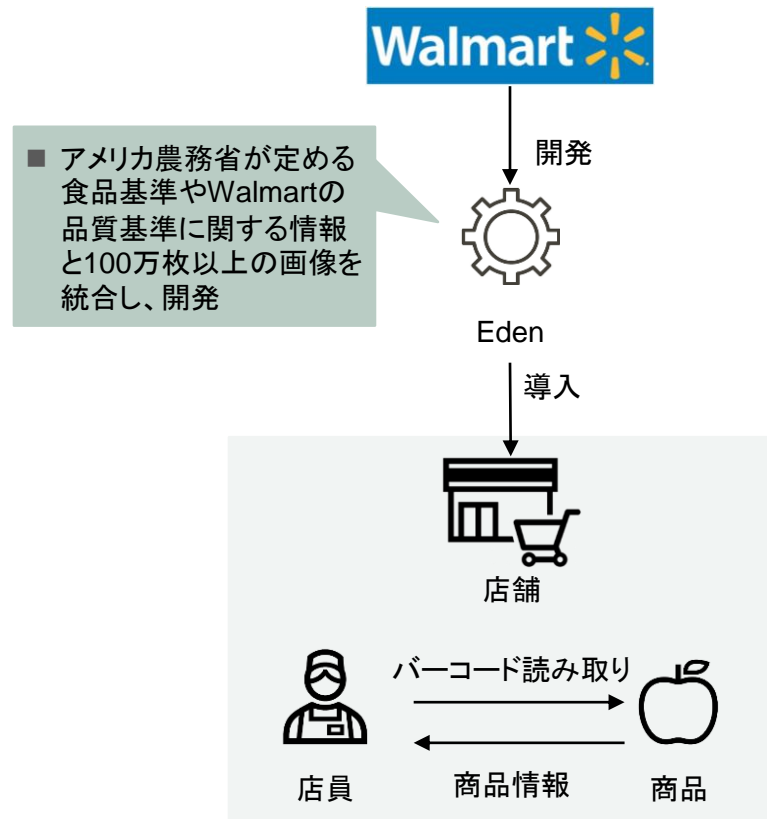 Walmart
開発
■ アメリカ農務省が定める
食品基準やWalmartの
品質基準に関する情報
と100万枚以上の画像を
統合し、開発
Eden
導入
店舗
バーコード読み取り
店員
商品情報
商品